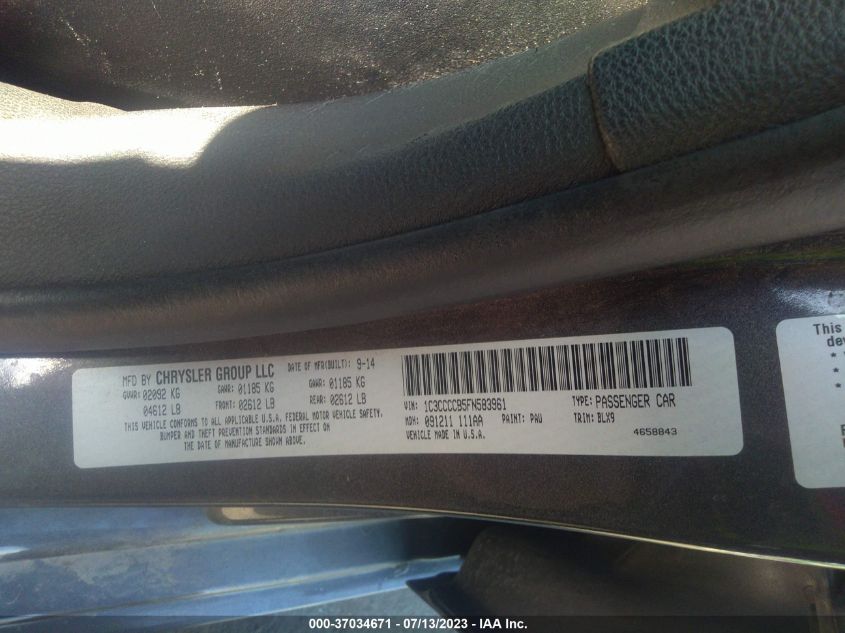 MFD BY CHRYSLER GROUP LLC DATE OF MFR(BUILT): 9-14
GVWR: 02092 KG GAWR: 01185 KG GAWR: 01185 KG
04612 LB FRONT: 02612 LB REAR: 02612 LB
THIS VEHICLE CONFORMS TO ALL APPLICABLE U.S.A. FEDERAL MOTOR VEHICLE SAFETY,
BUMPER AND THEFT PREVENTION STANDARDS IN EFFECT ON
THE DATE OF MANUFACTURE SHOWN ABOVE.
VIN: 1C3CCCCB5FN583961 TYPE: PASSENGER CAR
MDH: 091211 111AA PAINT: PAU TRIM: BLX9
VEHICLE MADE IN U.S.A. 4658843
This
dev
000-37034671 - 07/13/2023 - IAA Inc.